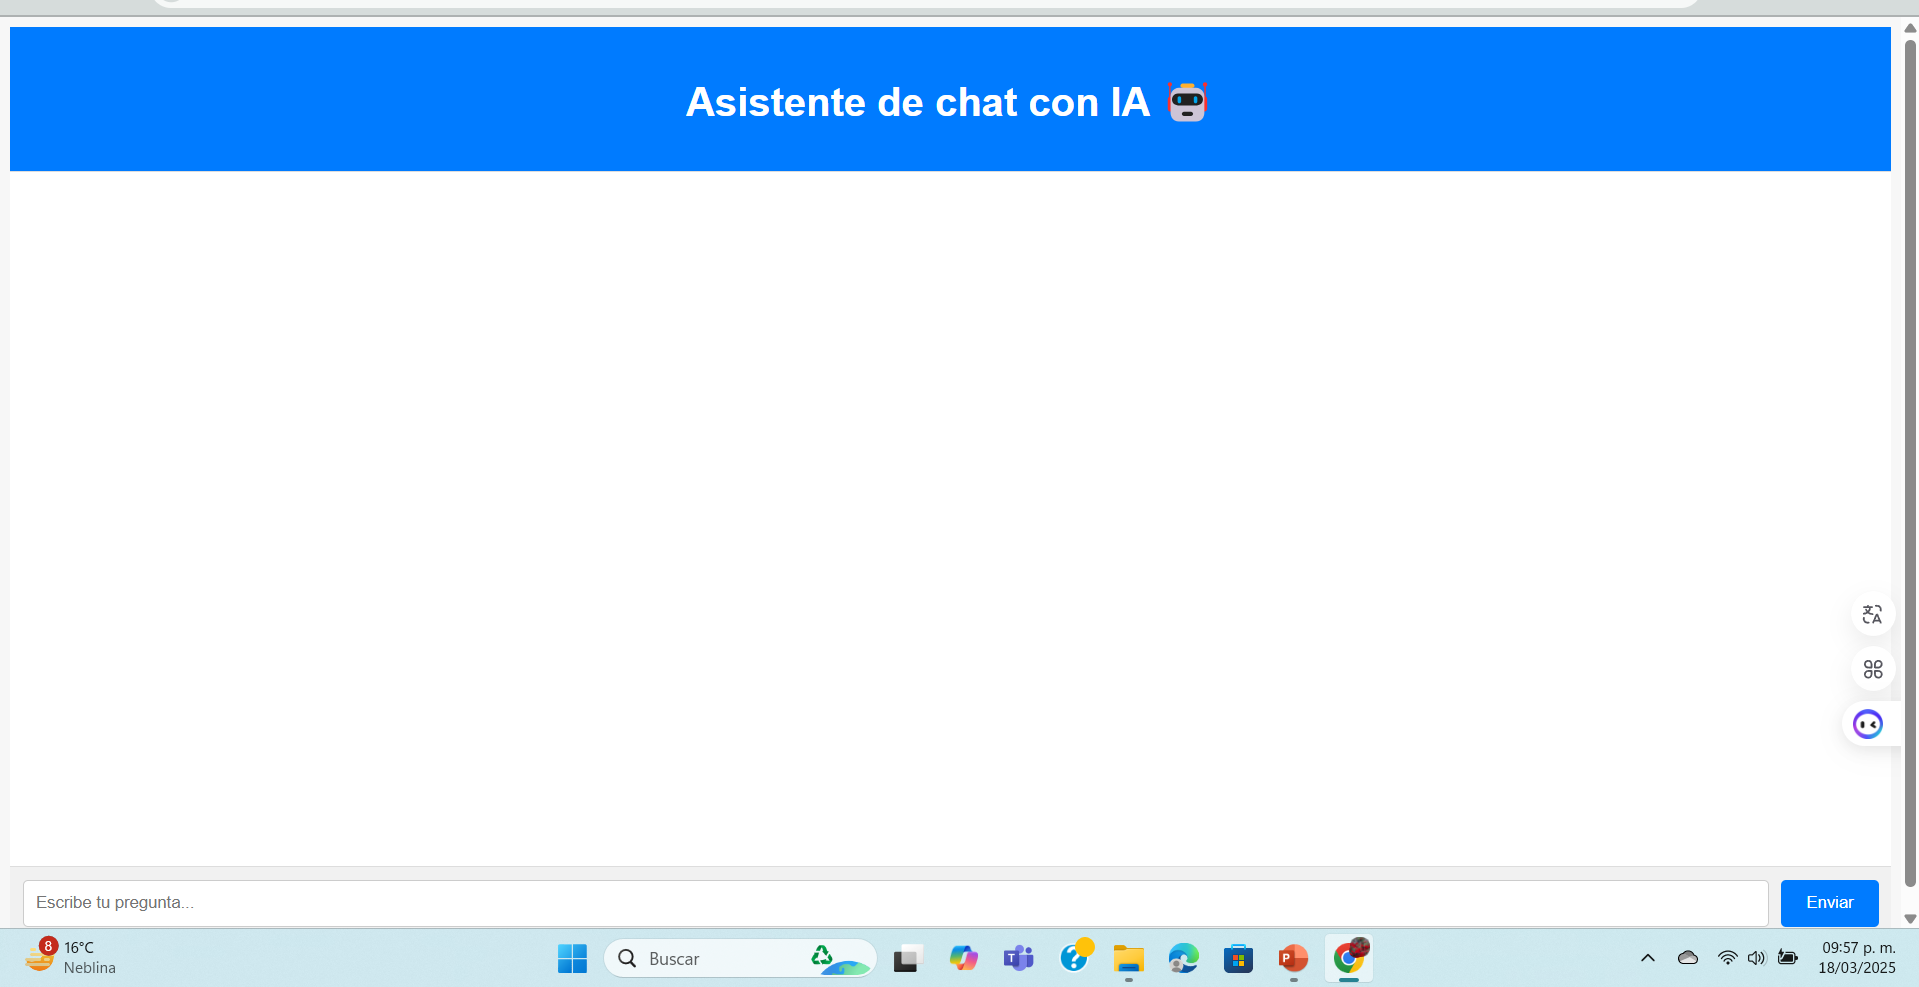 Asistente de chat con IA
Escribe tu pregunta...
Enviar
8
16°C
Neblina
Buscar
09:57 p. m.
18/03/2025